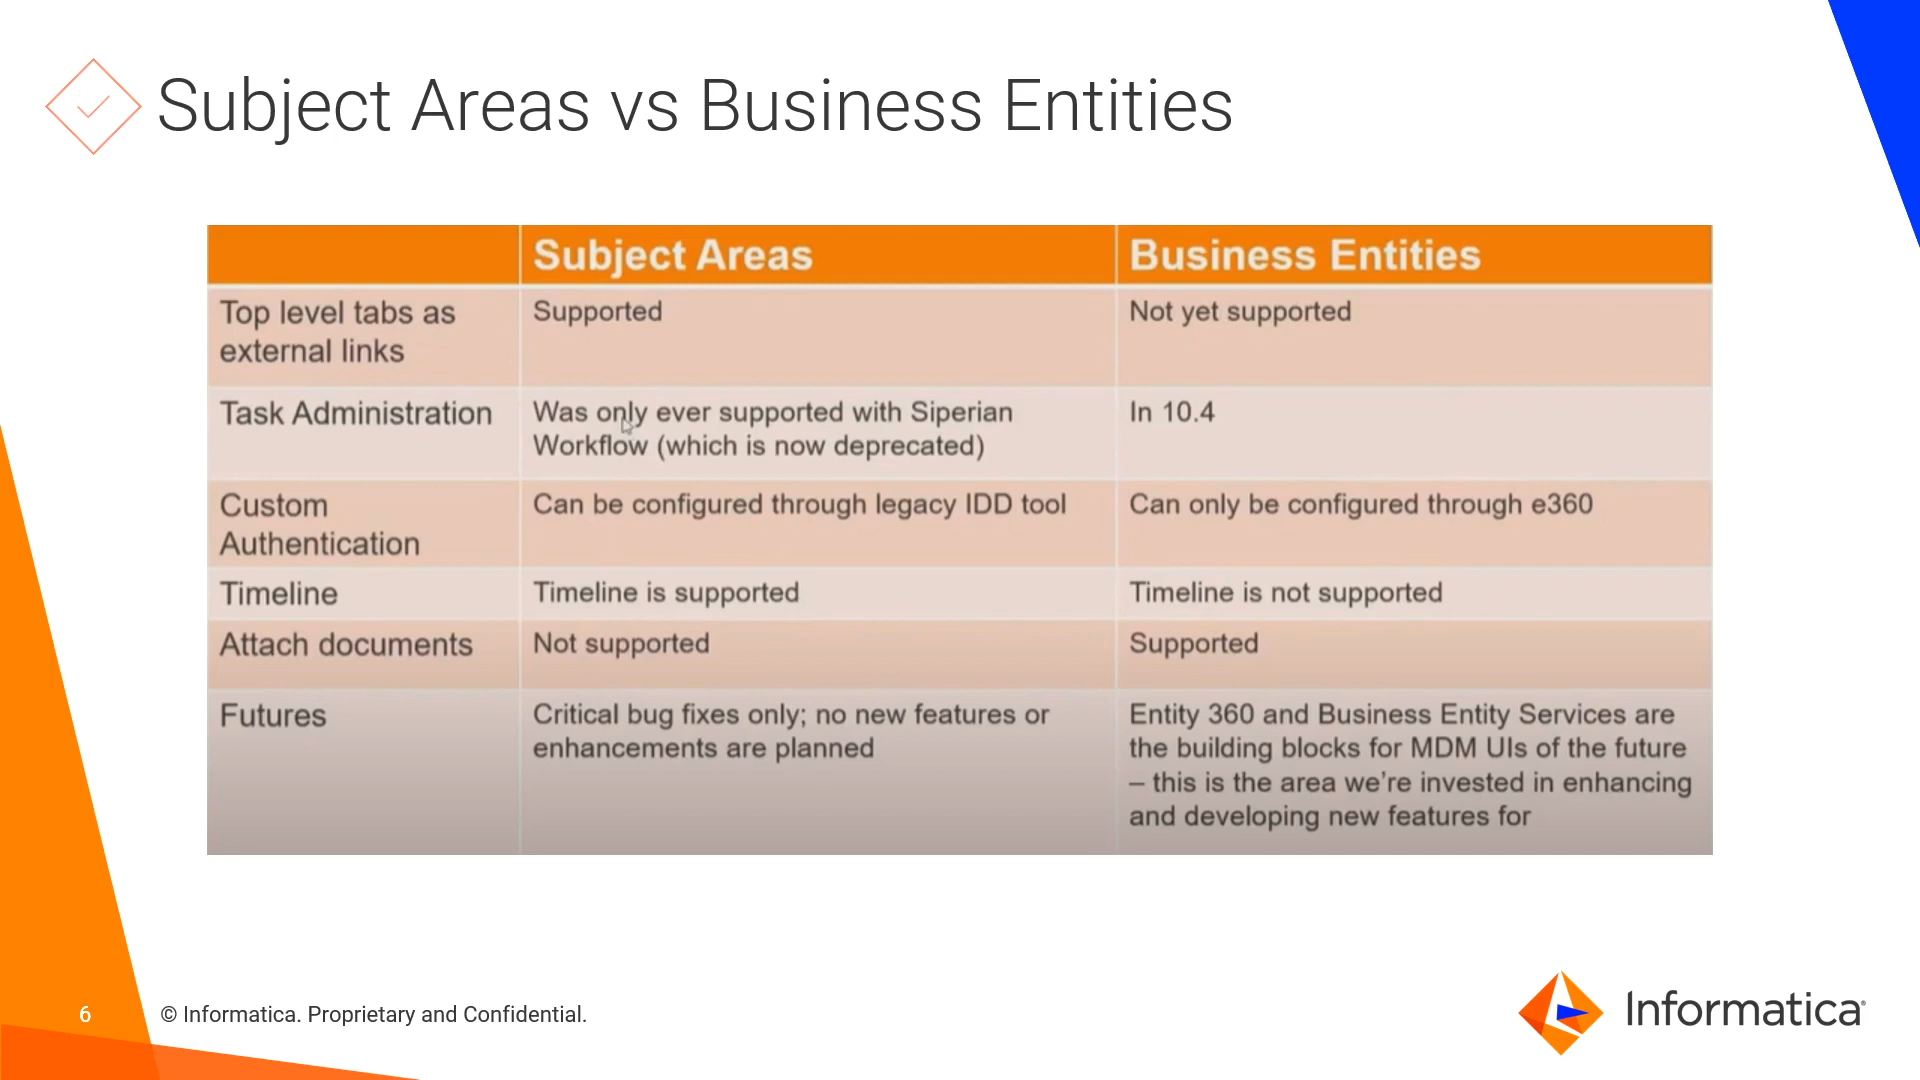 Subject Areas vs Business Entities
Subject Areas
Business Entities
Top level tabs as
external links
Supported
Not yet supported
Task Administration
Was only ever supported with Siperian
Workflow (which is now deprecated)
In 10.4
Custom
Authentication
Can be configured through legacy IDD tool
Can only be configured through e360
Timeline
Timeline is supported
Timeline is not supported
Attach documents
Not supported
Supported
Futures
Critical bug fixes only; no new features or
enhancements are planned
Entity 360 and Business Entity Services are
the building blocks for MDM UIs of the future
– this is the area we’re invested in enhancing
and developing new features for
6
© Informatica. Proprietary and Confidential.
Informatica®